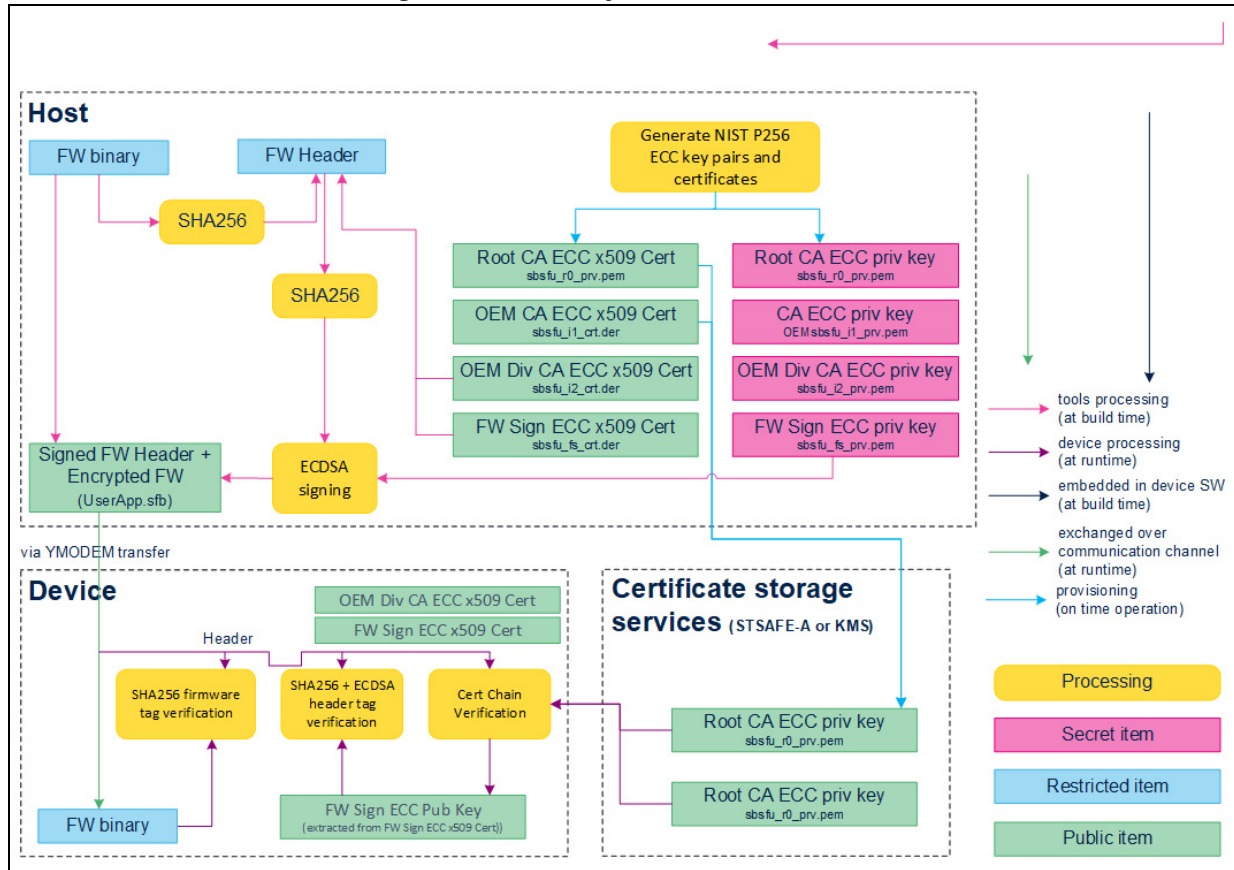 Host
FW binary
FW Header
SHA256
SHA256
Generate NIST P256
ECC key pairs and
certificates
Root CA ECC x509 Cert
sbsfu_r0_prv.pem
Root CA ECC priv key
sbsfu_r0_prv.pem
OEM CA ECC x509 Cert
sbsfu_i1_crt.der
CA ECC priv key
OEMsbsfu_i1_prv.pem
OEM Div CA ECC x509 Cert
sbsfu_i2_crt.der
OEM Div CA ECC priv key
sbsfu_i2_prv.pem
FW Sign ECC x509 Cert
sbsfu_fs_crt.der
FW Sign ECC priv key
sbsfu_fs_prv.pem
Signed FW Header +
Encrypted FW
(UserApp.sfb)
ECDSA
signing
via YMODEM transfer
Device
OEM Div CA ECC x509 Cert
FW Sign ECC x509 Cert
Header
SHA256 firmware
tag verification
SHA256 + ECDSA
header tag
verification
Cert Chain
Verification
FW binary
FW Sign ECC Pub Key
(extracted from FW Sign ECC x509 Cert))
Certificate storage
services (STSAFE-A or KMS)
Root CA ECC priv key
sbsfu_r0_prv.pem
Root CA ECC priv key
sbsfu_r0_prv.pem
tools processing
(at build time)
device processing
(at runtime)
embedded in device SW
(at build time)
exchanged over
communication channel
(at runtime)
provisioning
(on time operation)
Processing
Secret item
Restricted item
Public item